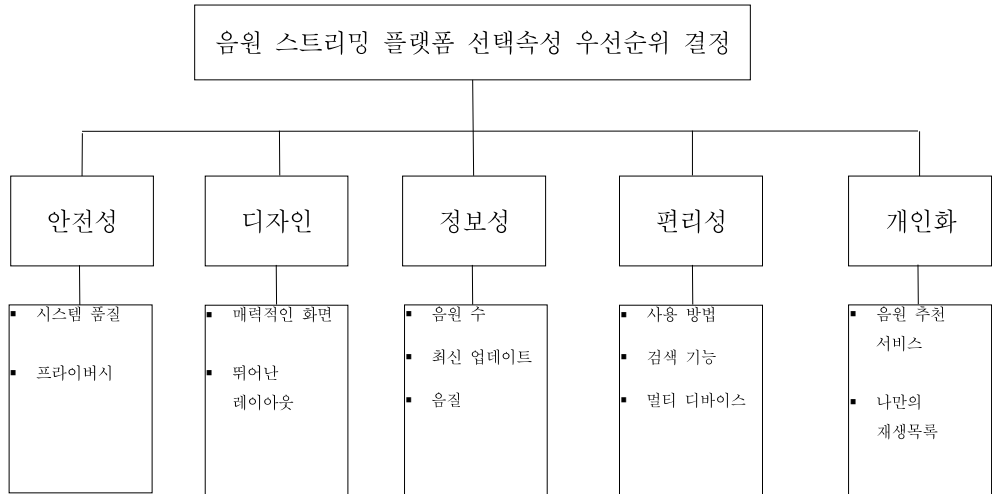 음원 스트리밍 플랫폼 선택속성 우선순위 결정
안전성
디자인
정보성
편리성
개인화
▪ 시스템 품질
▪ 프라이버시
▪ 매력적인 화면
▪ 뛰어난
레이아웃
▪ 음원 수
▪ 최신 업데이트
▪ 음질
▪ 사용 방법
▪ 검색 기능
▪ 멀티 디바이스
▪ 음원 추천
서비스
▪ 나만의
재생목록